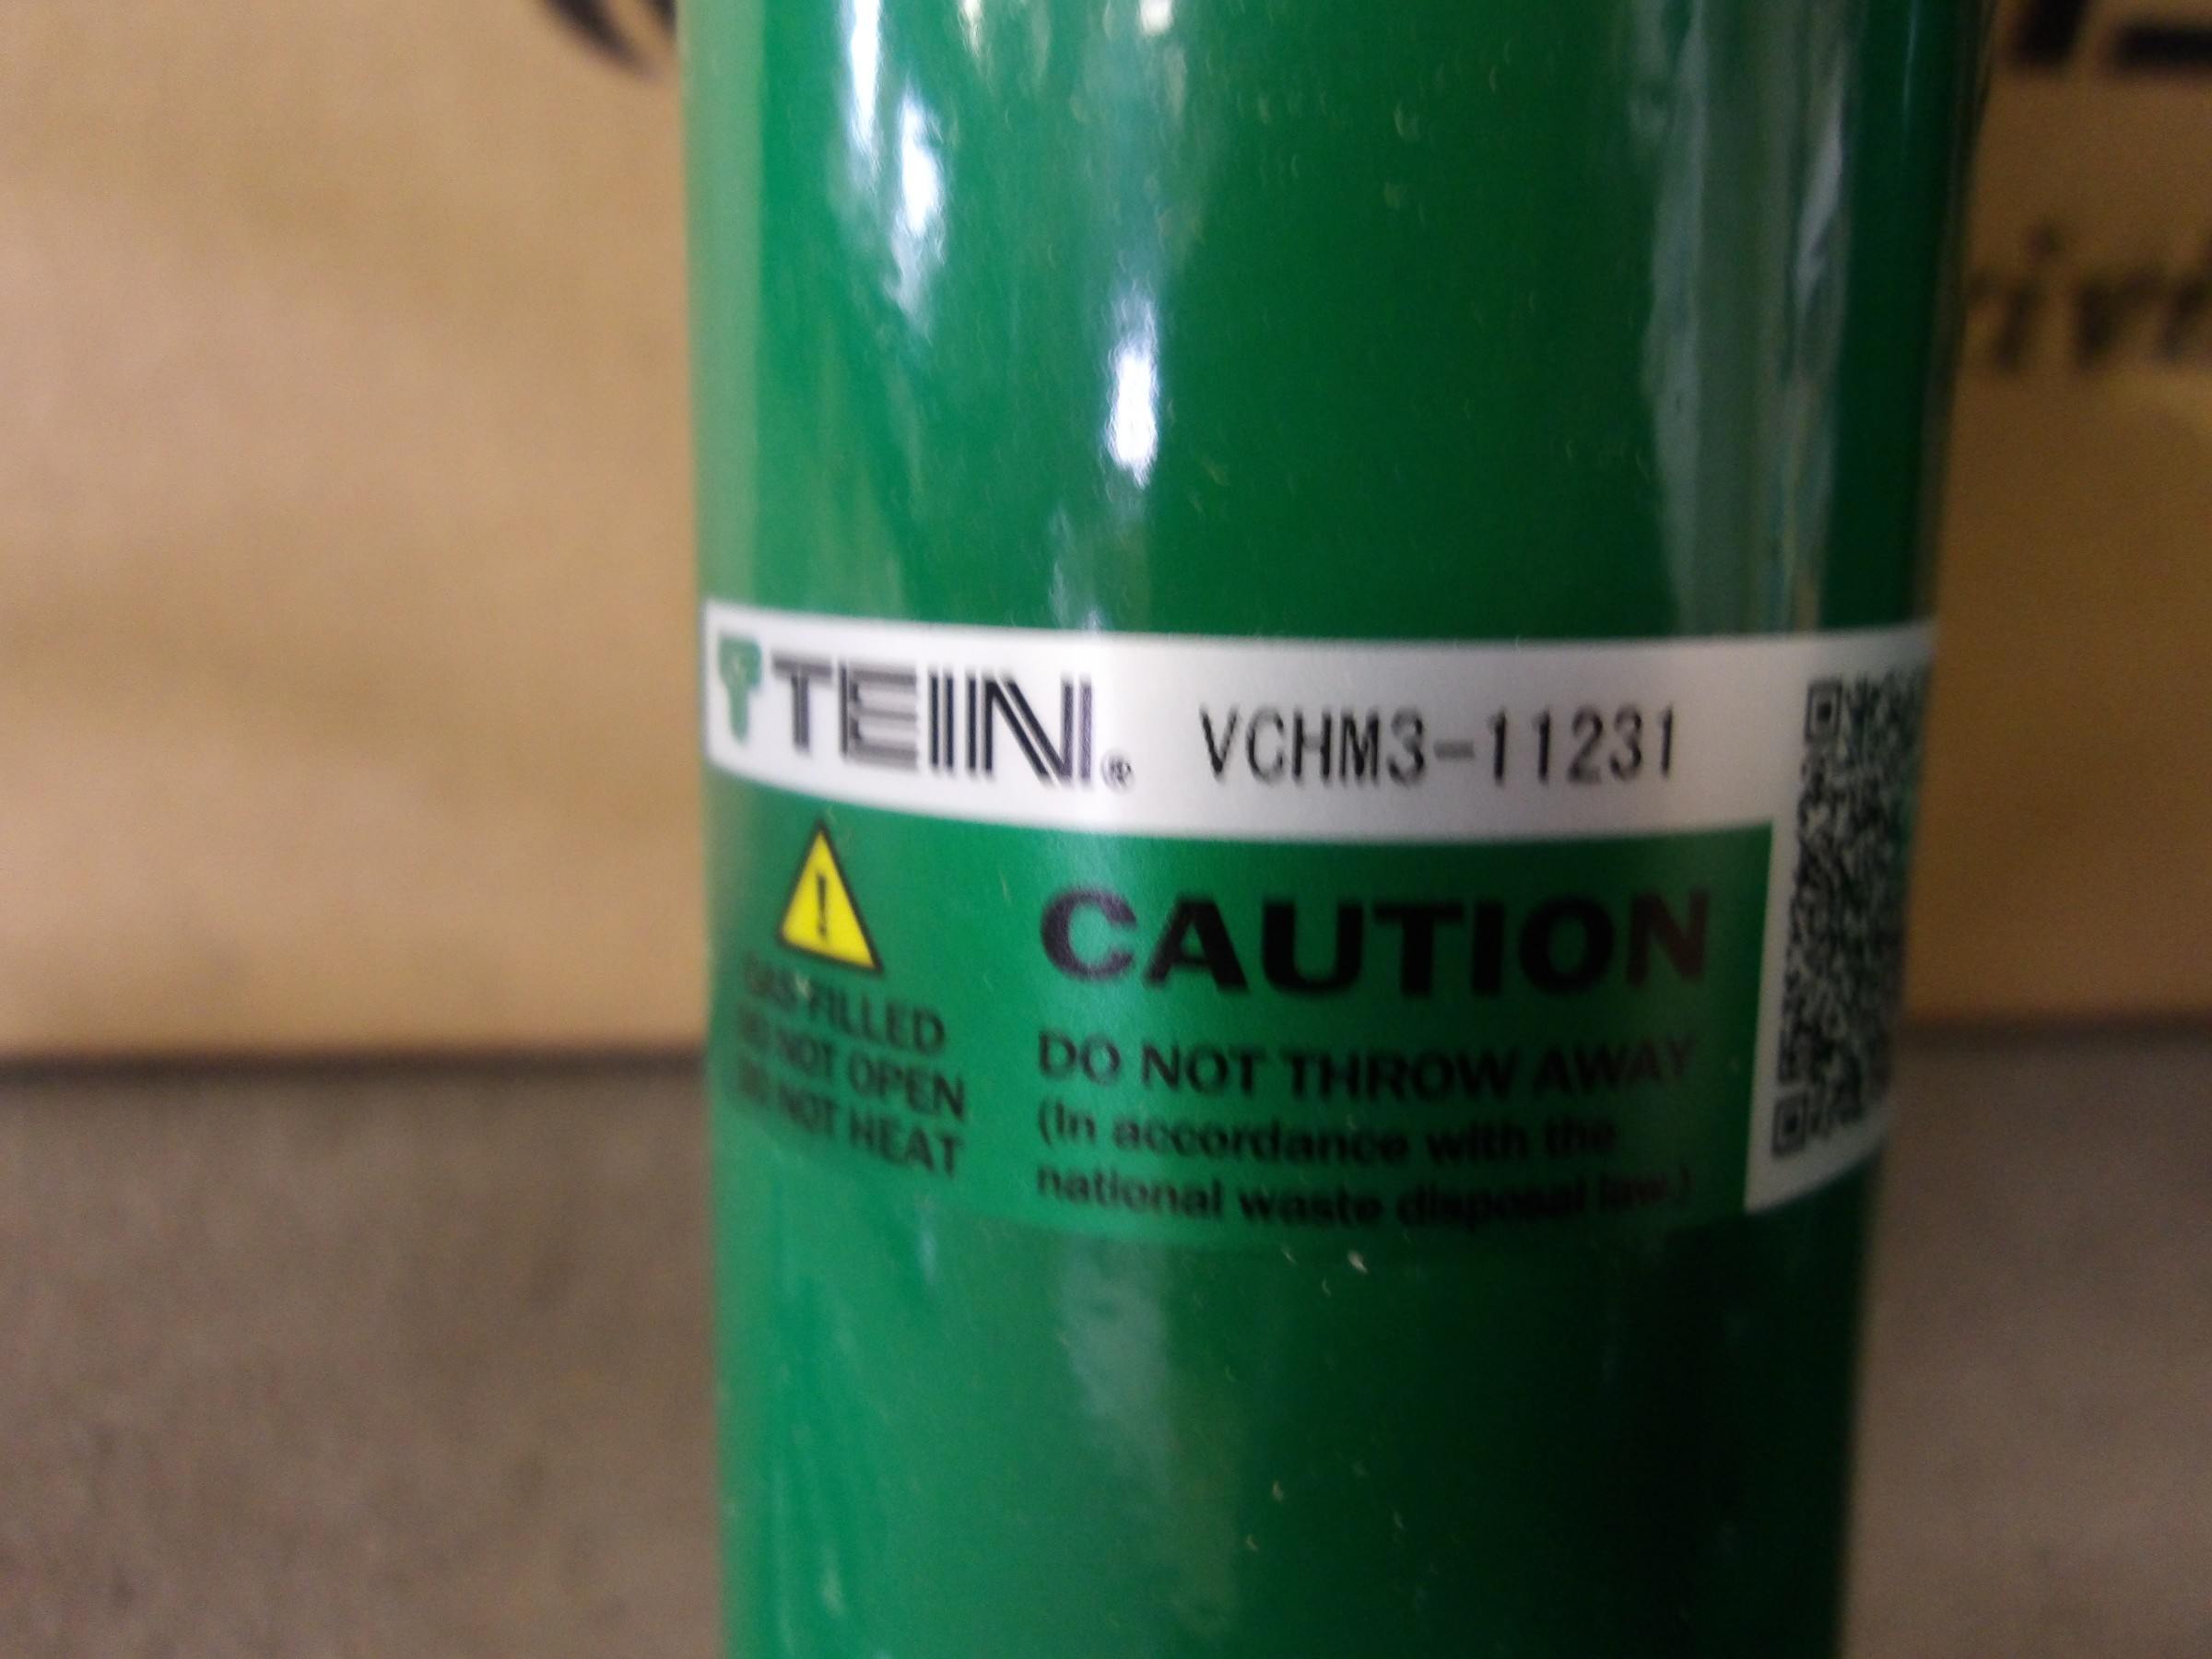 TEIN® VCHM3-11231
!
GAS FILLED
DO NOT OPEN
DO NOT HEAT
CAUTION
DO NOT THROW AWAY
(In accordance with the
national waste disposal law.)